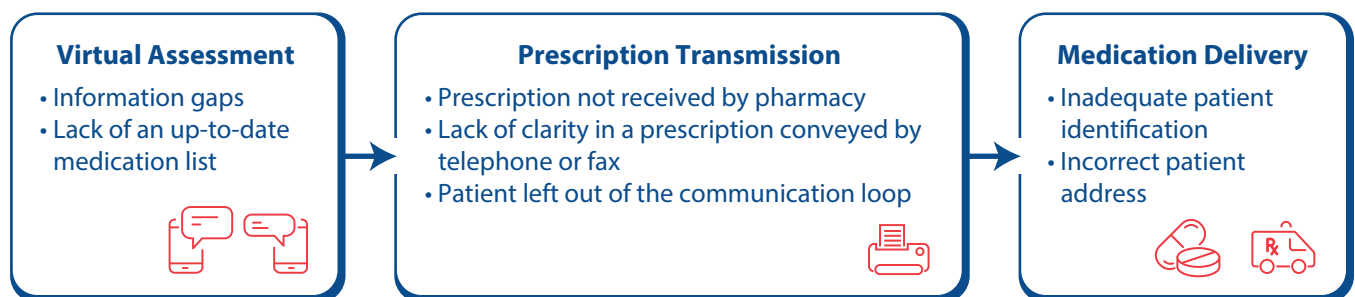 Virtual Assessment
• Information gaps
• Lack of an up-to-date
medication list
Prescription Transmission
• Prescription not received by pharmacy
• Lack of clarity in a prescription conveyed by
telephone or fax
• Patient left out of the communication loop
Medication Delivery
• Inadequate patient
identification
• Incorrect patient
address
Rx